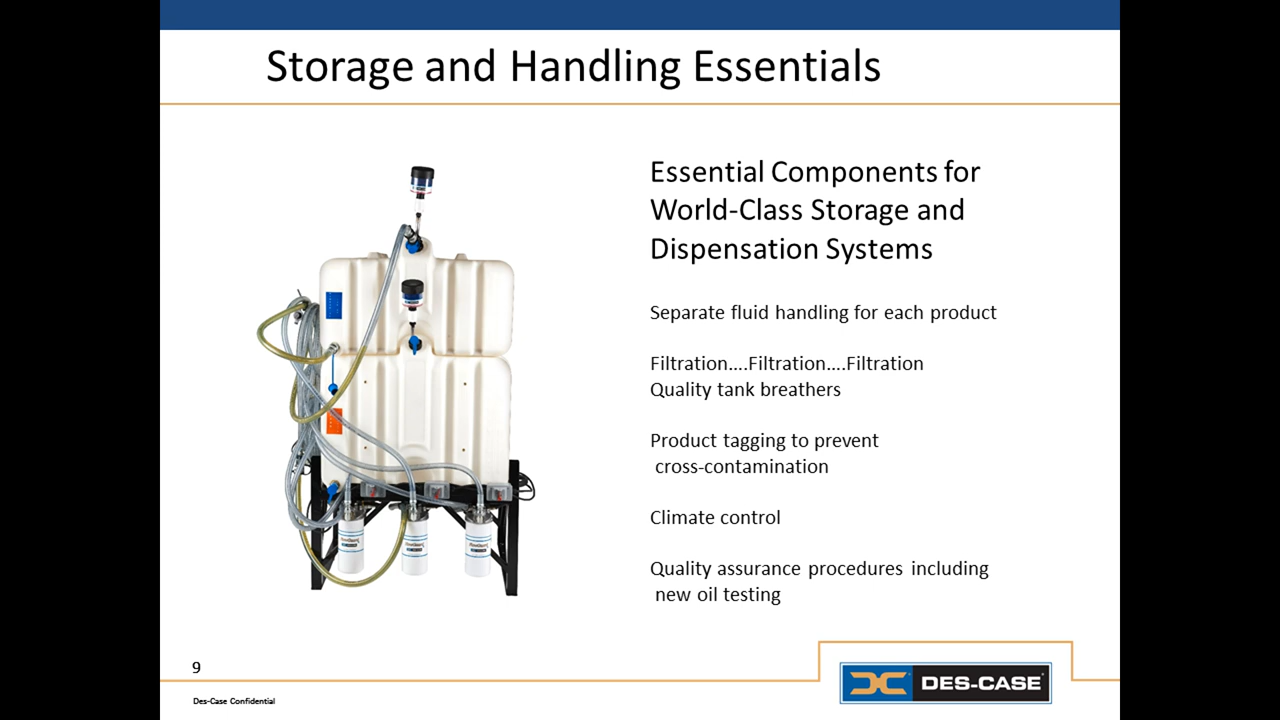 Storage and Handling Essentials
Essential Components for
World-Class Storage and
Dispensation Systems
Separate fluid handling for each product
Filtration....Filtration....Filtration
Quality tank breathers
Product tagging to prevent
cross-contamination
Climate control
Quality assurance procedures including
new oil testing
9
Des-Case Confidential
DES-CASE